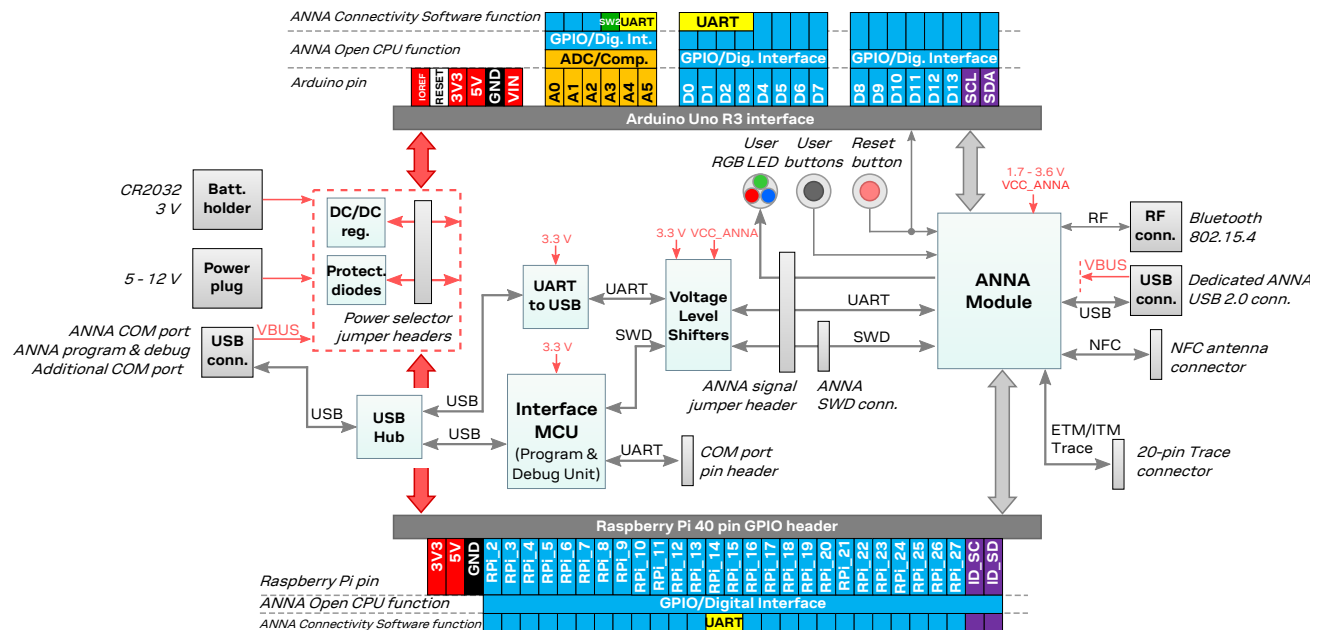 ANNA Connectivity Software function
SW2 UART
UART
ANNA Open CPU function
GPIO/Dig. Int.
ADC/Comp.
GPIO/Dig. Interface
GPIO/Dig. Interface
Arduino pin
IOREF RESET 3V3 5V GND VIN
A0 A1 A2 A3 A4 A5
D0 D1 D2 D3 D4 D5 D6 D7
D8 D9 D10 D11 D12 D13 SCL SDA
Arduino Uno R3 interface
User
RGB LED
User
buttons
Reset
button
1.7 - 3.6 V
VCC_ANNA
CR2032
3 V
Batt.
holder
DC/DC
reg.
5 - 12 V
Power
plug
Protect.
diodes
Power selector
jumper headers
ANNA COM port
ANNA program & debug
Additional COM port
USB
conn.
VBUS
3.3 V
UART
to USB
UART
SWD
3.3 V VCC_ANNA
Voltage
Level
Shifters
UART
SWD
ANNA signal
jumper header
ANNA
SWD conn.
ANNA
Module
RF
RF
conn.
Bluetooth
802.15.4
VBUS
USB
USB
conn.
Dedicated ANNA
USB 2.0 conn.
NFC
NFC antenna
connector
ETM/ITM
Trace
20-pin Trace
connector
USB
USB
Hub
USB
USB
3.3 V
Interface
MCU
(Program &
Debug Unit)
UART
COM port
pin header
Raspberry Pi 40 pin GPIO header
Raspberry Pi pin
3V3 5V GND RPi_2 RPi_3 RPi_4 RPi_5 RPi_6 RPi_7 RPi_8 RPi_9 RPi_10 RPi_11 RPi_12 RPi_13 RPi_14 RPi_15 RPi_16 RPi_17 RPi_18 RPi_19 RPi_20 RPi_21 RPi_22 RPi_23 RPi_24 RPi_25 RPi_26 RPi_27 ID_SC ID_SD
ANNA Open CPU function
GPIO/Digital Interface
ANNA Connectivity Software function
UART